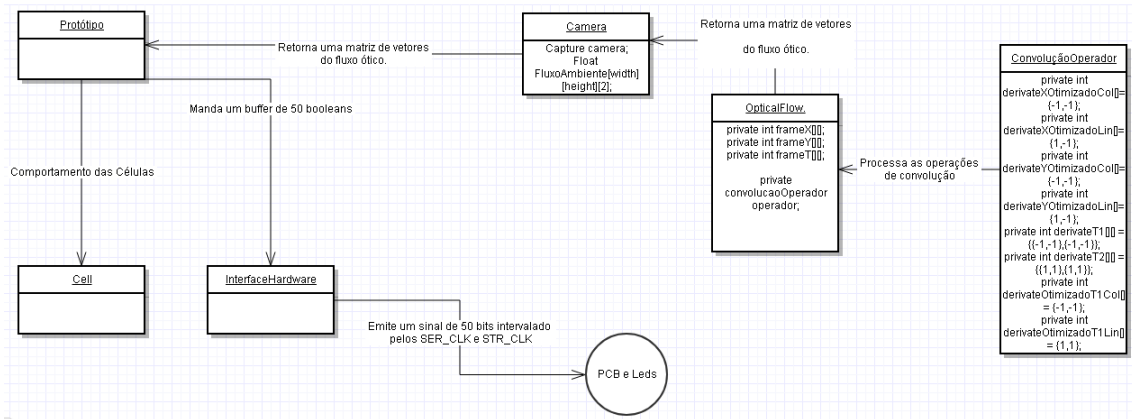 Protótipo
Retorna uma matriz de vetores
do fluxo ótico.
Camera
Capture camera;
Float
FluxoAmbiente[width]
[height][2];
Retorna uma matriz de vetores
do fluxo ótico.
ConvoluçãoOperador
private int
derivateXOtimizadoCol[]=
{-1,-1};
private int
derivateXOtimizadoLin[]=
{1,-1};
private int
derivateYOtimizadoCol[]=
{-1,-1};
private int
derivateYOtimizadoLin[]=
{1,-1};
private int derivateT1[][] =
{{-1,-1},{-1,-1}};
private int derivateT2[][] =
{{1,1},{1,1}};
private int
derivateOtimizadoT1Col[]
= {-1,-1};
private int
derivateOtimizadoT1Lin[]
= {1,1};
OpticalFlow.
private int frameX[][];
private int frameY[][];
private int frameT[][];
private
convolucaoOperador
operador;
Processa as operações
de convolução
Manda um buffer de 50 booleans
Comportamento das Células
Cell
InterfaceHardware
Emite um sinal de 50 bits intervalado
pelos SER_CLK e STR_CLK
PCB e Leds